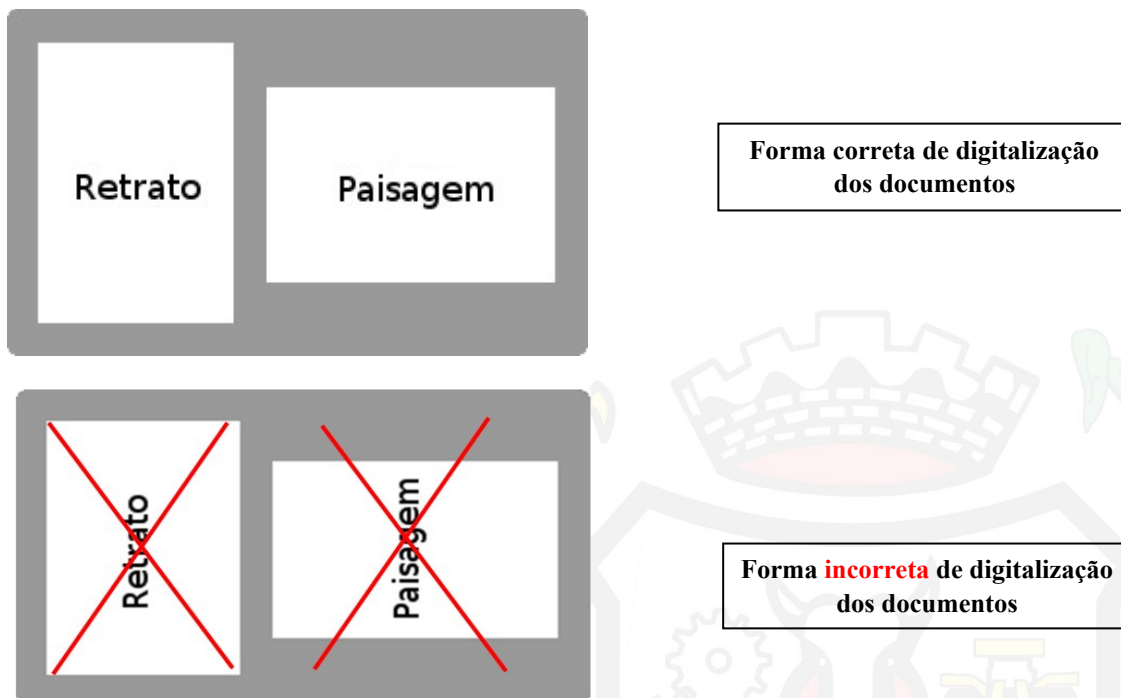 Retrato
Paisagem
Forma correta de digitalização
dos documentos
Retrato
Paisagem
Forma incorreta de digitalização
dos documentos